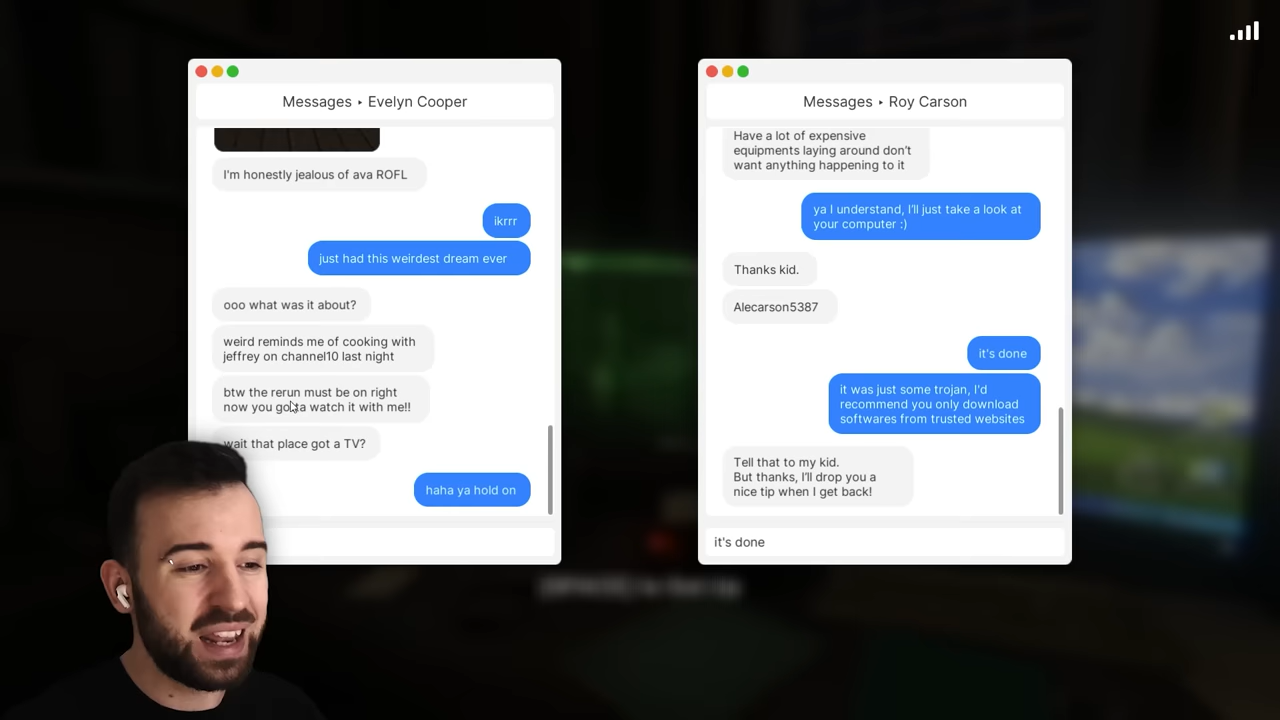 Messages ‣ Evelyn Cooper
I'm honestly jealous of ava ROFL
ikrrr
just had this weirdest dream ever
ooo what was it about?
weird reminds me of cooking with
jeffrey on channel10 last night
btw the rerun must be on right
now you gotta watch it with me!!
wait that place got a TV?
haha ya hold on
Messages ‣ Roy Carson
Have a lot of expensive
equipments laying around don't
want anything happening to it
ya I understand, I'll just take a look at
your computer :)
Thanks kid.
Alecarson5387
it's done
it was just some trojan, I'd
recommend you only download
softwares from trusted websites
Tell that to my kid.
But thanks, I'll drop you a
nice tip when I get back!
it's done